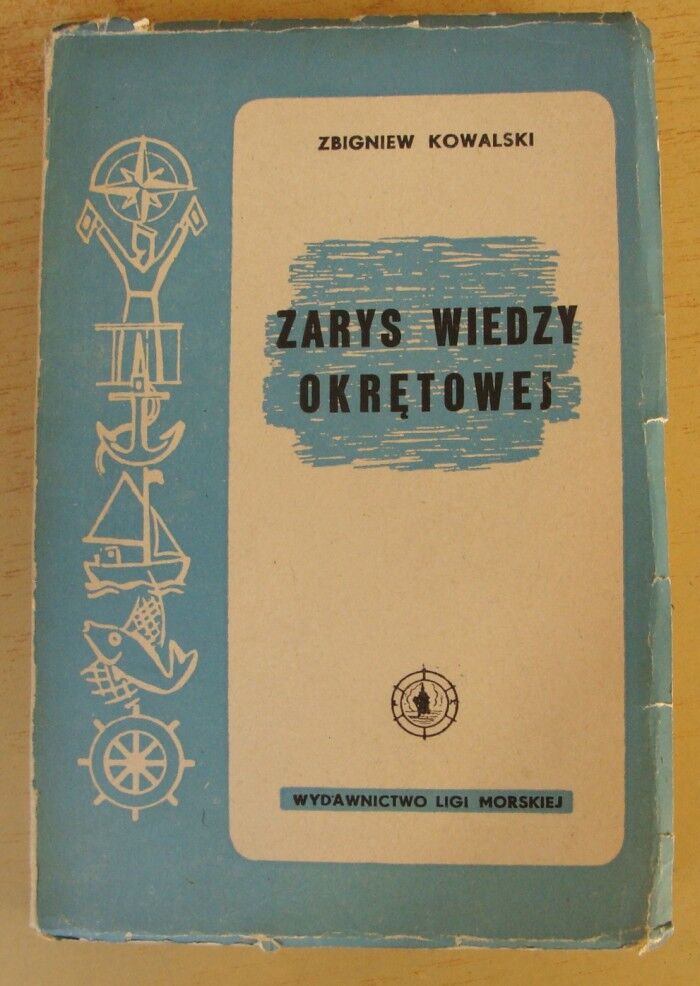 ZBIGNIEW KOWALSKI
ZARYS WIEDZY
OKRĘTOWEJ
WYDAWNICTWO LIGI MORSKIEJ